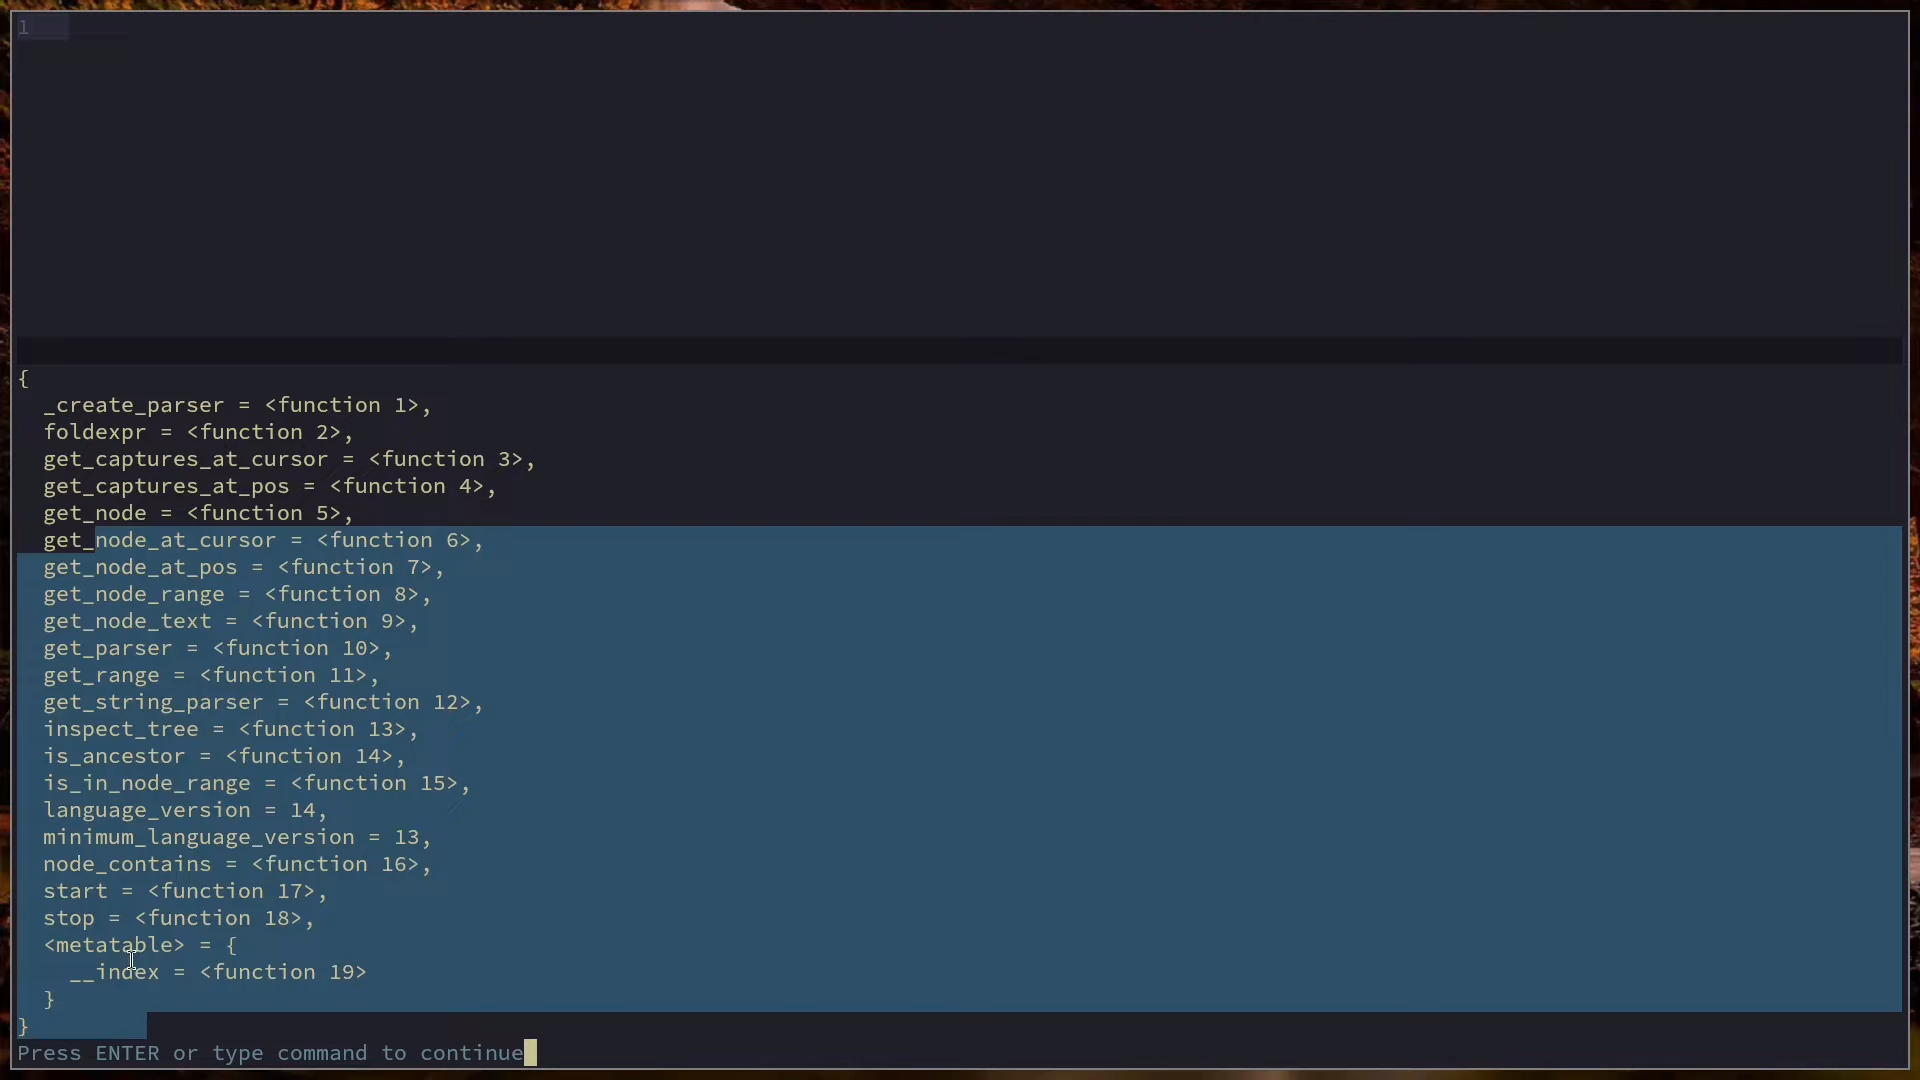 1
{
  _create_parser = <function 1>,
  foldexpr = <function 2>,
  get_captures_at_cursor = <function 3>,
  get_captures_at_pos = <function 4>,
  get_node = <function 5>,
  get_node_at_cursor = <function 6>,
  get_node_at_pos = <function 7>,
  get_node_range = <function 8>,
  get_node_text = <function 9>,
  get_parser = <function 10>,
  get_range = <function 11>,
  get_string_parser = <function 12>,
  inspect_tree = <function 13>,
  is_ancestor = <function 14>,
  is_in_node_range = <function 15>,
  language_version = 14,
  minimum_language_version = 13,
  node_contains = <function 16>,
  start = <function 17>,
  stop = <function 18>,
  <metatable> = {
    __index = <function 19>
  }
}
Press ENTER or type command to continue